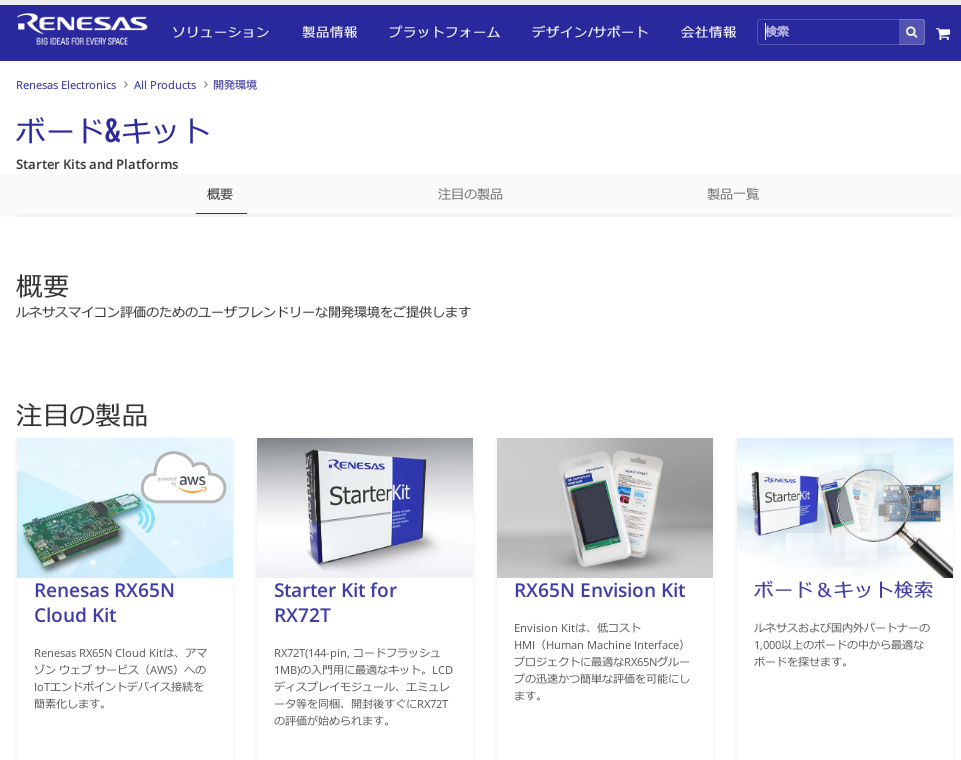 RENESAS
BIG IDEAS FOR EVERY SPACE
ソリューション 製品情報 プラットフォーム デザイン/サポート 会社情報 検索
Renesas Electronics > All Products > 開発環境
ボード&キット
Starter Kits and Platforms
概要 注目の製品 製品一覧
概要
ルネサスマイコン評価のためのユーザフレンドリーな開発環境をご提供します
注目の製品
powered by aws
Renesas RX65N
Cloud Kit
Renesas RX65N Cloud Kitは、アマ
ゾン ウェブ サービス（AWS）への
IoTエンドポイントデバイス接続を
簡素化します。
RENESAS
StarterKit
Starter Kit for
RX72T
RX72T(144-pin, コードフラッシュ
1MB)の入門用に最適なキット。LCD
ディスプレイモジュール、エミュレ
ータ等を同梱、開封後すぐにRX72T
の評価が始められます。
QUICK START
RX65N Envision Kit
Envision Kitは、低コスト
HMI（Human Machine Interface）
プロジェクトに最適なRX65Nグルー
プの迅速かつ簡単な評価を可能にし
ます。
RENESAS
StarterKit
ボード＆キット検索
ルネサスおよび国内外パートナーの
1,000以上のボードの中から最適な
ボードを探せます。